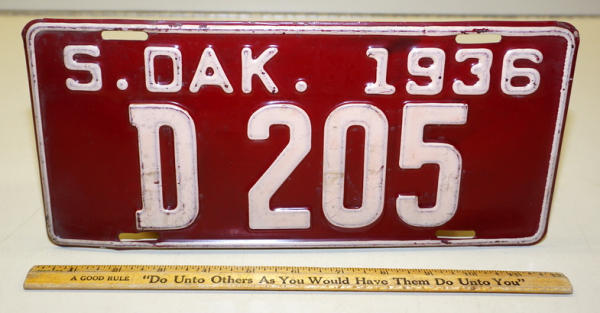 S. DAK. 1936
D 205
A GOOD RULE "Do Unto Others As You Would Have Them Do Unto You"